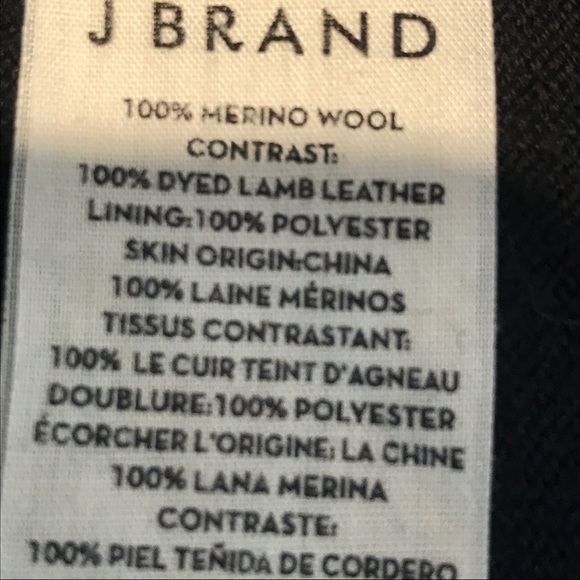 J BRAND
100% MERINO WOOL
CONTRAST:
100% DYED LAMB LEATHER
LINING:100% POLYESTER
SKIN ORIGIN:CHINA
100% LAINE MÉRINOS
TISSUS CONTRASTANT:
100% LE CUIR TEINT D'AGNEAU
DOUBLURE:100% POLYESTER
ÉCORCHER L'ORIGINE: LA CHINE
100% LANA MERINA
CONTRASTE:
100% PIEL TEÑIDA DE CORDERO